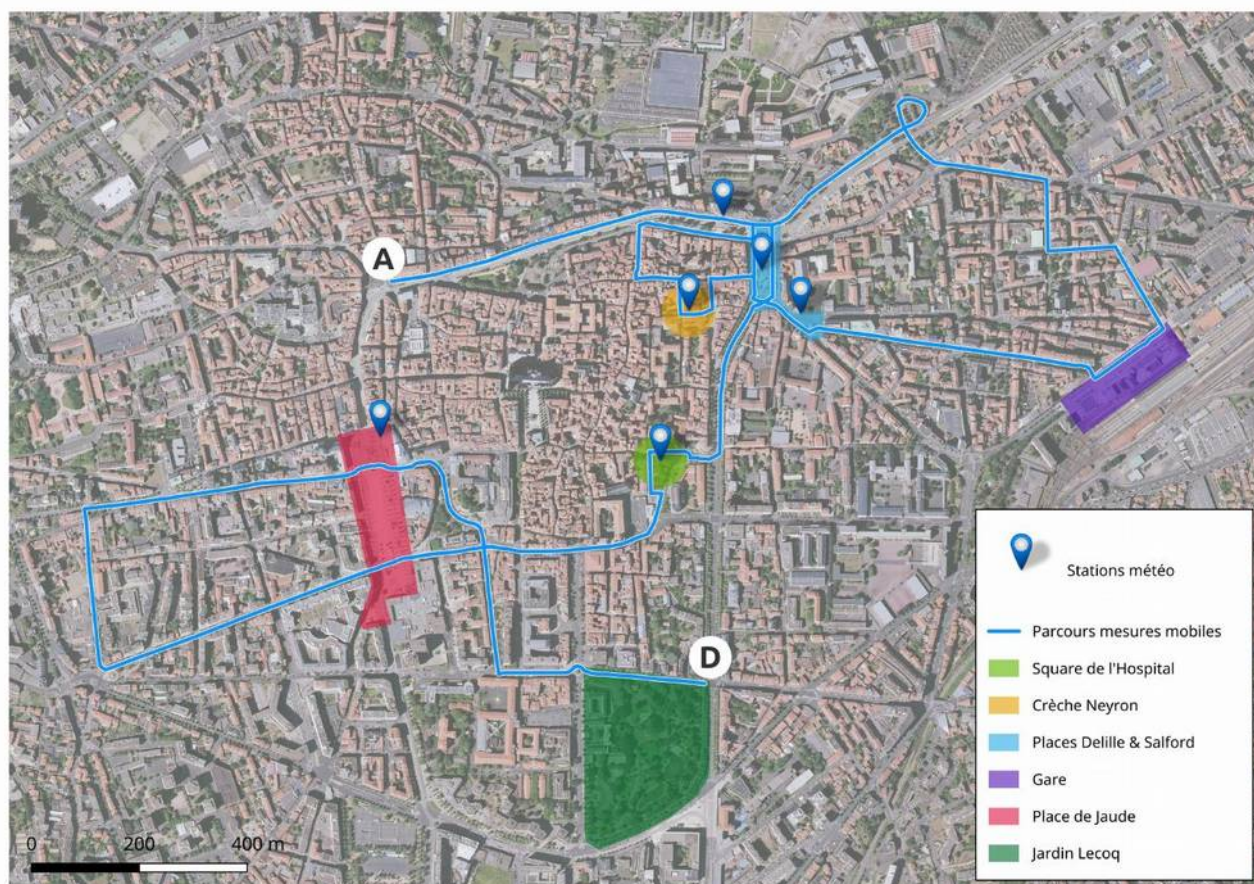 A
D
Stations météo
Parcours mesures mobiles
Square de l'Hospital
Crèche Neyron
Places Delille & Salford
Gare
Place de Jaude
Jardin Lecoq
0 200 400 m